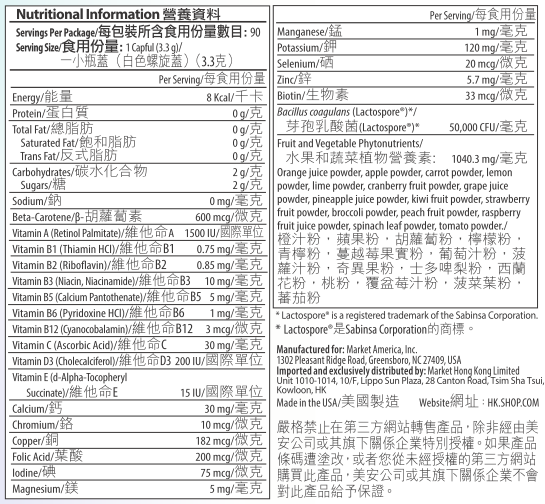 Nutritional Information 營養資料
Servings Per Package/每包裝所含食用份量數目: 90
Serving Size/食用份量: 1 Capful (3.3 g)/
一小瓶蓋（白色螺旋蓋）（3.3克）
Per Serving/每食用份量
Energy/能量 8 Kcal/千卡
Protein/蛋白質 0 g/克
Total Fat/總脂肪 0 g/克
Saturated Fat/飽和脂肪 0 g/克
Trans Fat/反式脂肪 0 g/克
Carbohydrates/碳水化合物 2 g/克
Sugars/糖 2 g/克
Sodium/鈉 0 mg/毫克
Beta-Carotene/β-胡蘿蔔素 600 mcg/微克
Vitamin A (Retinol Palmitate)/維他命A 1500 IU/國際單位
Vitamin B1 (Thiamin HCl)/維他命B1 0.75 mg/毫克
Vitamin B2 (Riboflavin)/維他命B2 0.85 mg/毫克
Vitamin B3 (Niacin, Niacinamide)/維他命B3 10 mg/毫克
Vitamin B5 (Calcium Pantothenate)/維他命B5 5 mg/毫克
Vitamin B6 (Pyridoxine HCl)/維他命B6 1 mg/毫克
Vitamin B12 (Cyanocobalamin)/維他命B12 3 mcg/微克
Vitamin C (Ascorbic Acid)/維他命C 30 mg/毫克
Vitamin D3 (Cholecalciferol)/維他命D3 200 IU/國際單位
Vitamin E (d-Alpha-Tocopheryl
Succinate)/維他命E 15 IU/國際單位
Calcium/鈣 30 mg/毫克
Chromium/鉻 10 mcg/微克
Copper/銅 182 mcg/微克
Folic Acid/葉酸 200 mcg/微克
Iodine/碘 75 mcg/微克
Magnesium/鎂 5 mg/毫克
Per Serving/每食用份量
Manganese/錳 1 mg/毫克
Potassium/鉀 120 mg/毫克
Selenium/硒 20 mcg/微克
Zinc/鋅 5.7 mg/毫克
Biotin/生物素 33 mcg/微克
Bacillus coagulans (Lactospore®)*/
芽孢乳酸菌(Lactospore®)* 50,000 CFU/毫克
Fruit and Vegetable Phytonutrients/
水果和蔬菜植物營養素: 1040.3 mg/毫克
Orange juice powder, apple powder, carrot powder, lemon
powder, lime powder, cranberry fruit powder, grape juice
powder, pineapple juice powder, kiwi fruit powder, strawberry
fruit powder, broccoli powder, peach fruit powder, raspberry
fruit juice powder, spinach leaf powder, tomato powder./
橙汁粉，蘋果粉，胡蘿蔔粉，檸檬粉，
青檸粉，蔓越莓果實粉，葡萄汁粉，菠
蘿汁粉，奇異果粉，士多啤梨粉，西蘭
花粉，桃粉，覆盆莓汁粉，菠菜葉粉，
蕃茄粉
* Lactospore® is a registered trademark of the Sabinsa Corporation.
* Lactospore®是Sabinsa Corporation的商標。
Manufactured for: Market America, Inc.
1302 Pleasant Ridge Road, Greensboro, NC 27409, USA
Imported and exclusively distributed by: Market Hong Kong Limited
Unit 1010-1014, 10/F, Lippo Sun Plaza, 28 Canton Road, Tsim Sha Tsui,
Kowloon, HK
Made in the USA/美國製造 Website網址：HK.SHOP.COM
嚴格禁止在第三方網站轉售產品，除非經由美
安公司或其旗下關係企業特別授權。如果產品
條碼遭塗改，或者您從未經授權的第三方網站
購買此產品，美安公司或其旗下關係企業不會
對此產品給予保證。